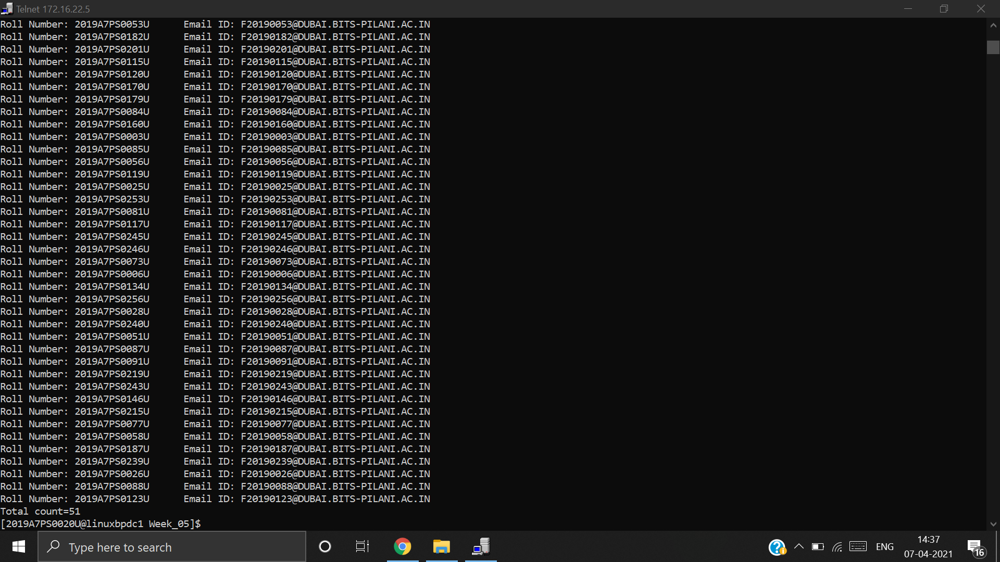 Telnet 172.16.22.5
Roll Number: 2019A7PS0053U      Email ID: F20190053@DUBAI.BITS-PILANI.AC.IN
Roll Number: 2019A7PS0182U      Email ID: F20190182@DUBAI.BITS-PILANI.AC.IN
Roll Number: 2019A7PS0201U      Email ID: F20190201@DUBAI.BITS-PILANI.AC.IN
Roll Number: 2019A7PS0115U      Email ID: F20190115@DUBAI.BITS-PILANI.AC.IN
Roll Number: 2019A7PS0120U      Email ID: F20190120@DUBAI.BITS-PILANI.AC.IN
Roll Number: 2019A7PS0170U      Email ID: F20190170@DUBAI.BITS-PILANI.AC.IN
Roll Number: 2019A7PS0179U      Email ID: F20190179@DUBAI.BITS-PILANI.AC.IN
Roll Number: 2019A7PS0084U      Email ID: F20190084@DUBAI.BITS-PILANI.AC.IN
Roll Number: 2019A7PS0160U      Email ID: F20190160@DUBAI.BITS-PILANI.AC.IN
Roll Number: 2019A7PS0003U      Email ID: F20190003@DUBAI.BITS-PILANI.AC.IN
Roll Number: 2019A7PS0085U      Email ID: F20190085@DUBAI.BITS-PILANI.AC.IN
Roll Number: 2019A7PS0056U      Email ID: F20190056@DUBAI.BITS-PILANI.AC.IN
Roll Number: 2019A7PS0119U      Email ID: F20190119@DUBAI.BITS-PILANI.AC.IN
Roll Number: 2019A7PS0025U      Email ID: F20190025@DUBAI.BITS-PILANI.AC.IN
Roll Number: 2019A7PS0253U      Email ID: F20190253@DUBAI.BITS-PILANI.AC.IN
Roll Number: 2019A7PS0081U      Email ID: F20190081@DUBAI.BITS-PILANI.AC.IN
Roll Number: 2019A7PS0117U      Email ID: F20190117@DUBAI.BITS-PILANI.AC.IN
Roll Number: 2019A7PS0245U      Email ID: F20190245@DUBAI.BITS-PILANI.AC.IN
Roll Number: 2019A7PS0246U      Email ID: F20190246@DUBAI.BITS-PILANI.AC.IN
Roll Number: 2019A7PS0073U      Email ID: F20190073@DUBAI.BITS-PILANI.AC.IN
Roll Number: 2019A7PS0006U      Email ID: F20190006@DUBAI.BITS-PILANI.AC.IN
Roll Number: 2019A7PS0134U      Email ID: F20190134@DUBAI.BITS-PILANI.AC.IN
Roll Number: 2019A7PS0256U      Email ID: F20190256@DUBAI.BITS-PILANI.AC.IN
Roll Number: 2019A7PS0028U      Email ID: F20190028@DUBAI.BITS-PILANI.AC.IN
Roll Number: 2019A7PS0240U      Email ID: F20190240@DUBAI.BITS-PILANI.AC.IN
Roll Number: 2019A7PS0051U      Email ID: F20190051@DUBAI.BITS-PILANI.AC.IN
Roll Number: 2019A7PS0087U      Email ID: F20190087@DUBAI.BITS-PILANI.AC.IN
Roll Number: 2019A7PS0091U      Email ID: F20190091@DUBAI.BITS-PILANI.AC.IN
Roll Number: 2019A7PS0219U      Email ID: F20190219@DUBAI.BITS-PILANI.AC.IN
Roll Number: 2019A7PS0243U      Email ID: F20190243@DUBAI.BITS-PILANI.AC.IN
Roll Number: 2019A7PS0146U      Email ID: F20190146@DUBAI.BITS-PILANI.AC.IN
Roll Number: 2019A7PS0215U      Email ID: F20190215@DUBAI.BITS-PILANI.AC.IN
Roll Number: 2019A7PS0077U      Email ID: F20190077@DUBAI.BITS-PILANI.AC.IN
Roll Number: 2019A7PS0058U      Email ID: F20190058@DUBAI.BITS-PILANI.AC.IN
Roll Number: 2019A7PS0187U      Email ID: F20190187@DUBAI.BITS-PILANI.AC.IN
Roll Number: 2019A7PS0239U      Email ID: F20190239@DUBAI.BITS-PILANI.AC.IN
Roll Number: 2019A7PS0026U      Email ID: F20190026@DUBAI.BITS-PILANI.AC.IN
Roll Number: 2019A7PS0088U      Email ID: F20190088@DUBAI.BITS-PILANI.AC.IN
Roll Number: 2019A7PS0123U      Email ID: F20190123@DUBAI.BITS-PILANI.AC.IN
Total count=51
[2019A7PS0020U@linuxbpdc1 Week_05]$
Type here to search
ENG
14:37
07-04-2021
16